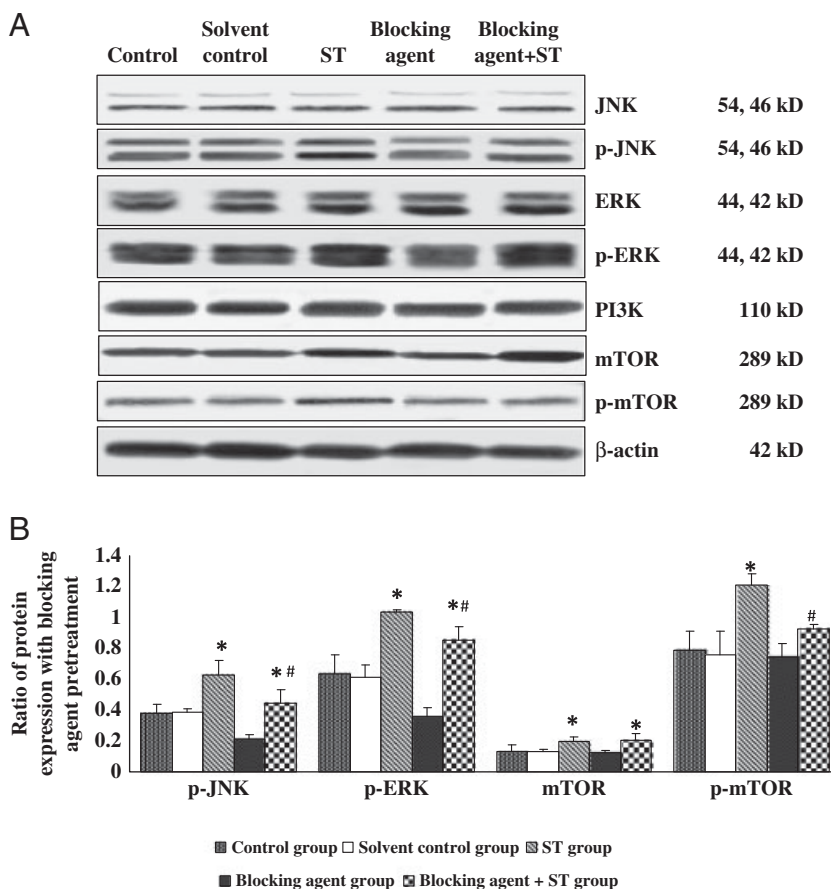 A
Control
Solvent control
ST
Blocking agent
Blocking agent+ST
JNK 54, 46 kD
p-JNK 54, 46 kD
ERK 44, 42 kD
p-ERK 44, 42 kD
PI3K 110 kD
mTOR 289 kD
p-mTOR 289 kD
β-actin 42 kD
B
Ratio of protein
expression with blocking
agent pretreatment
1.4
1.2
1
0.8
0.6
0.4
0.2
0
*
*#
*
*#
*
*
*
#
p-JNK p-ERK mTOR p-mTOR
Control group Solvent control group ST group
Blocking agent group Blocking agent + ST group